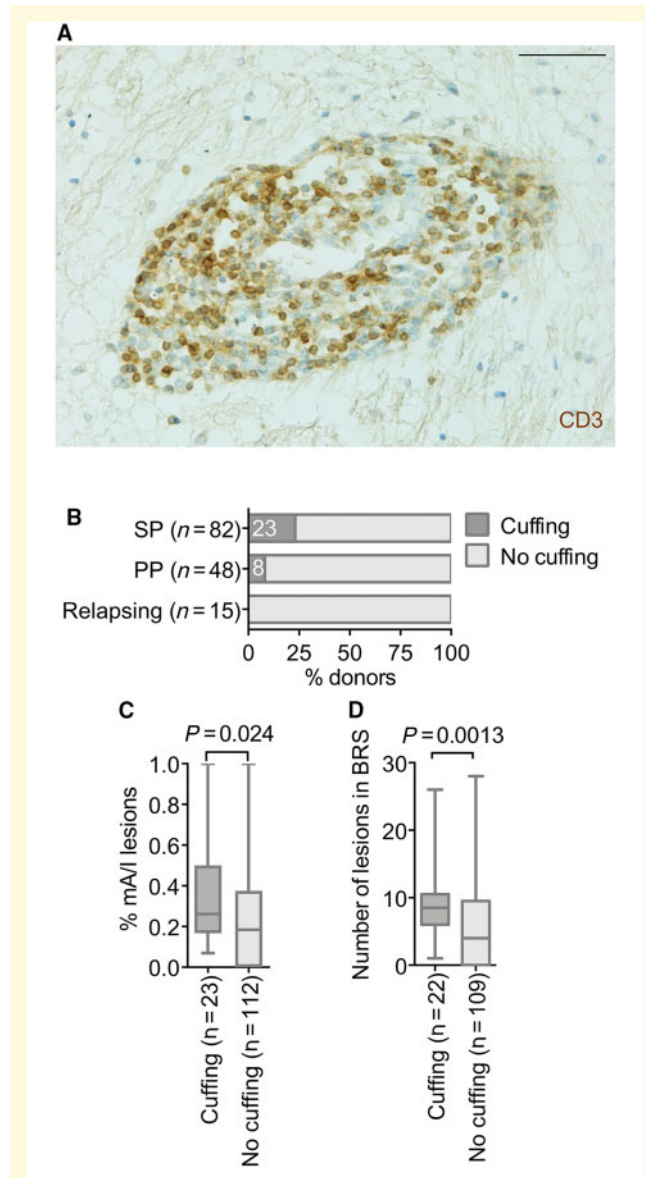 A
CD3
B
SP (n = 82)
23
Cuffing
PP (n = 48)
8
No cuffing
Relapsing (n = 15)
0 25 50 75 100
% donors
C
D
P = 0.024
P = 0.0013
% mA/I lesions
1.0
0.8
0.6
0.4
0.2
0.0
Cuffing (n = 23)
No cuffing (n = 112)
Number of lesions in BRS
30
20
10
0
Cuffing (n = 22)
No cuffing (n = 109)